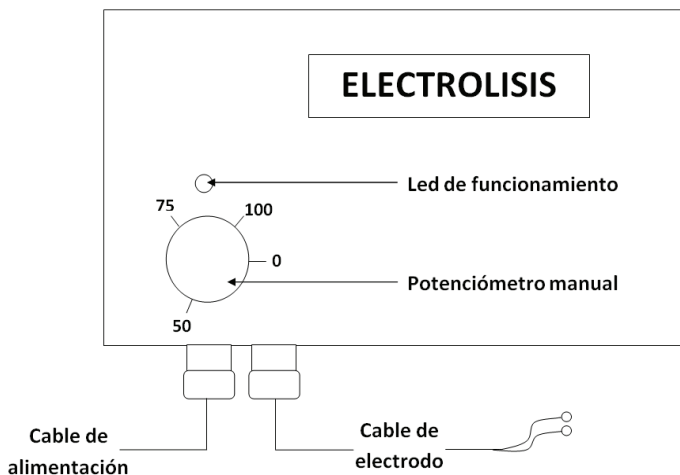 ELECTROLISIS
Led de funcionamiento
75
100
0
Potenciómetro manual
50
Cable de
alimentación
Cable de
electrodo